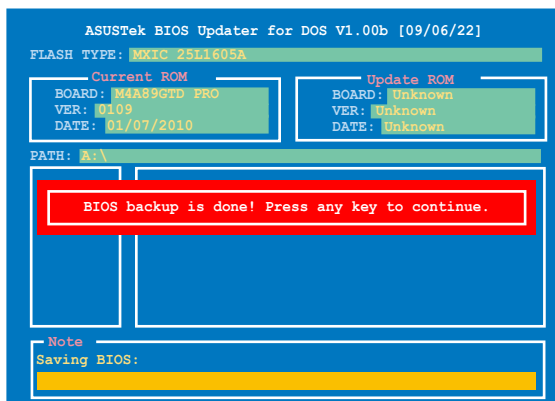 ASUSTek BIOS Updater for DOS V1.00b [09/06/22]
FLASH TYPE: MXIC 25L1605A
Current ROM
BOARD: M4A89GTD PRO
VER: 0109
DATE: 01/07/2010
Update ROM
BOARD: Unknown
VER: Unknown
DATE: Unknown
PATH: A:\
BIOS backup is done! Press any key to continue.
Note
Saving BIOS: